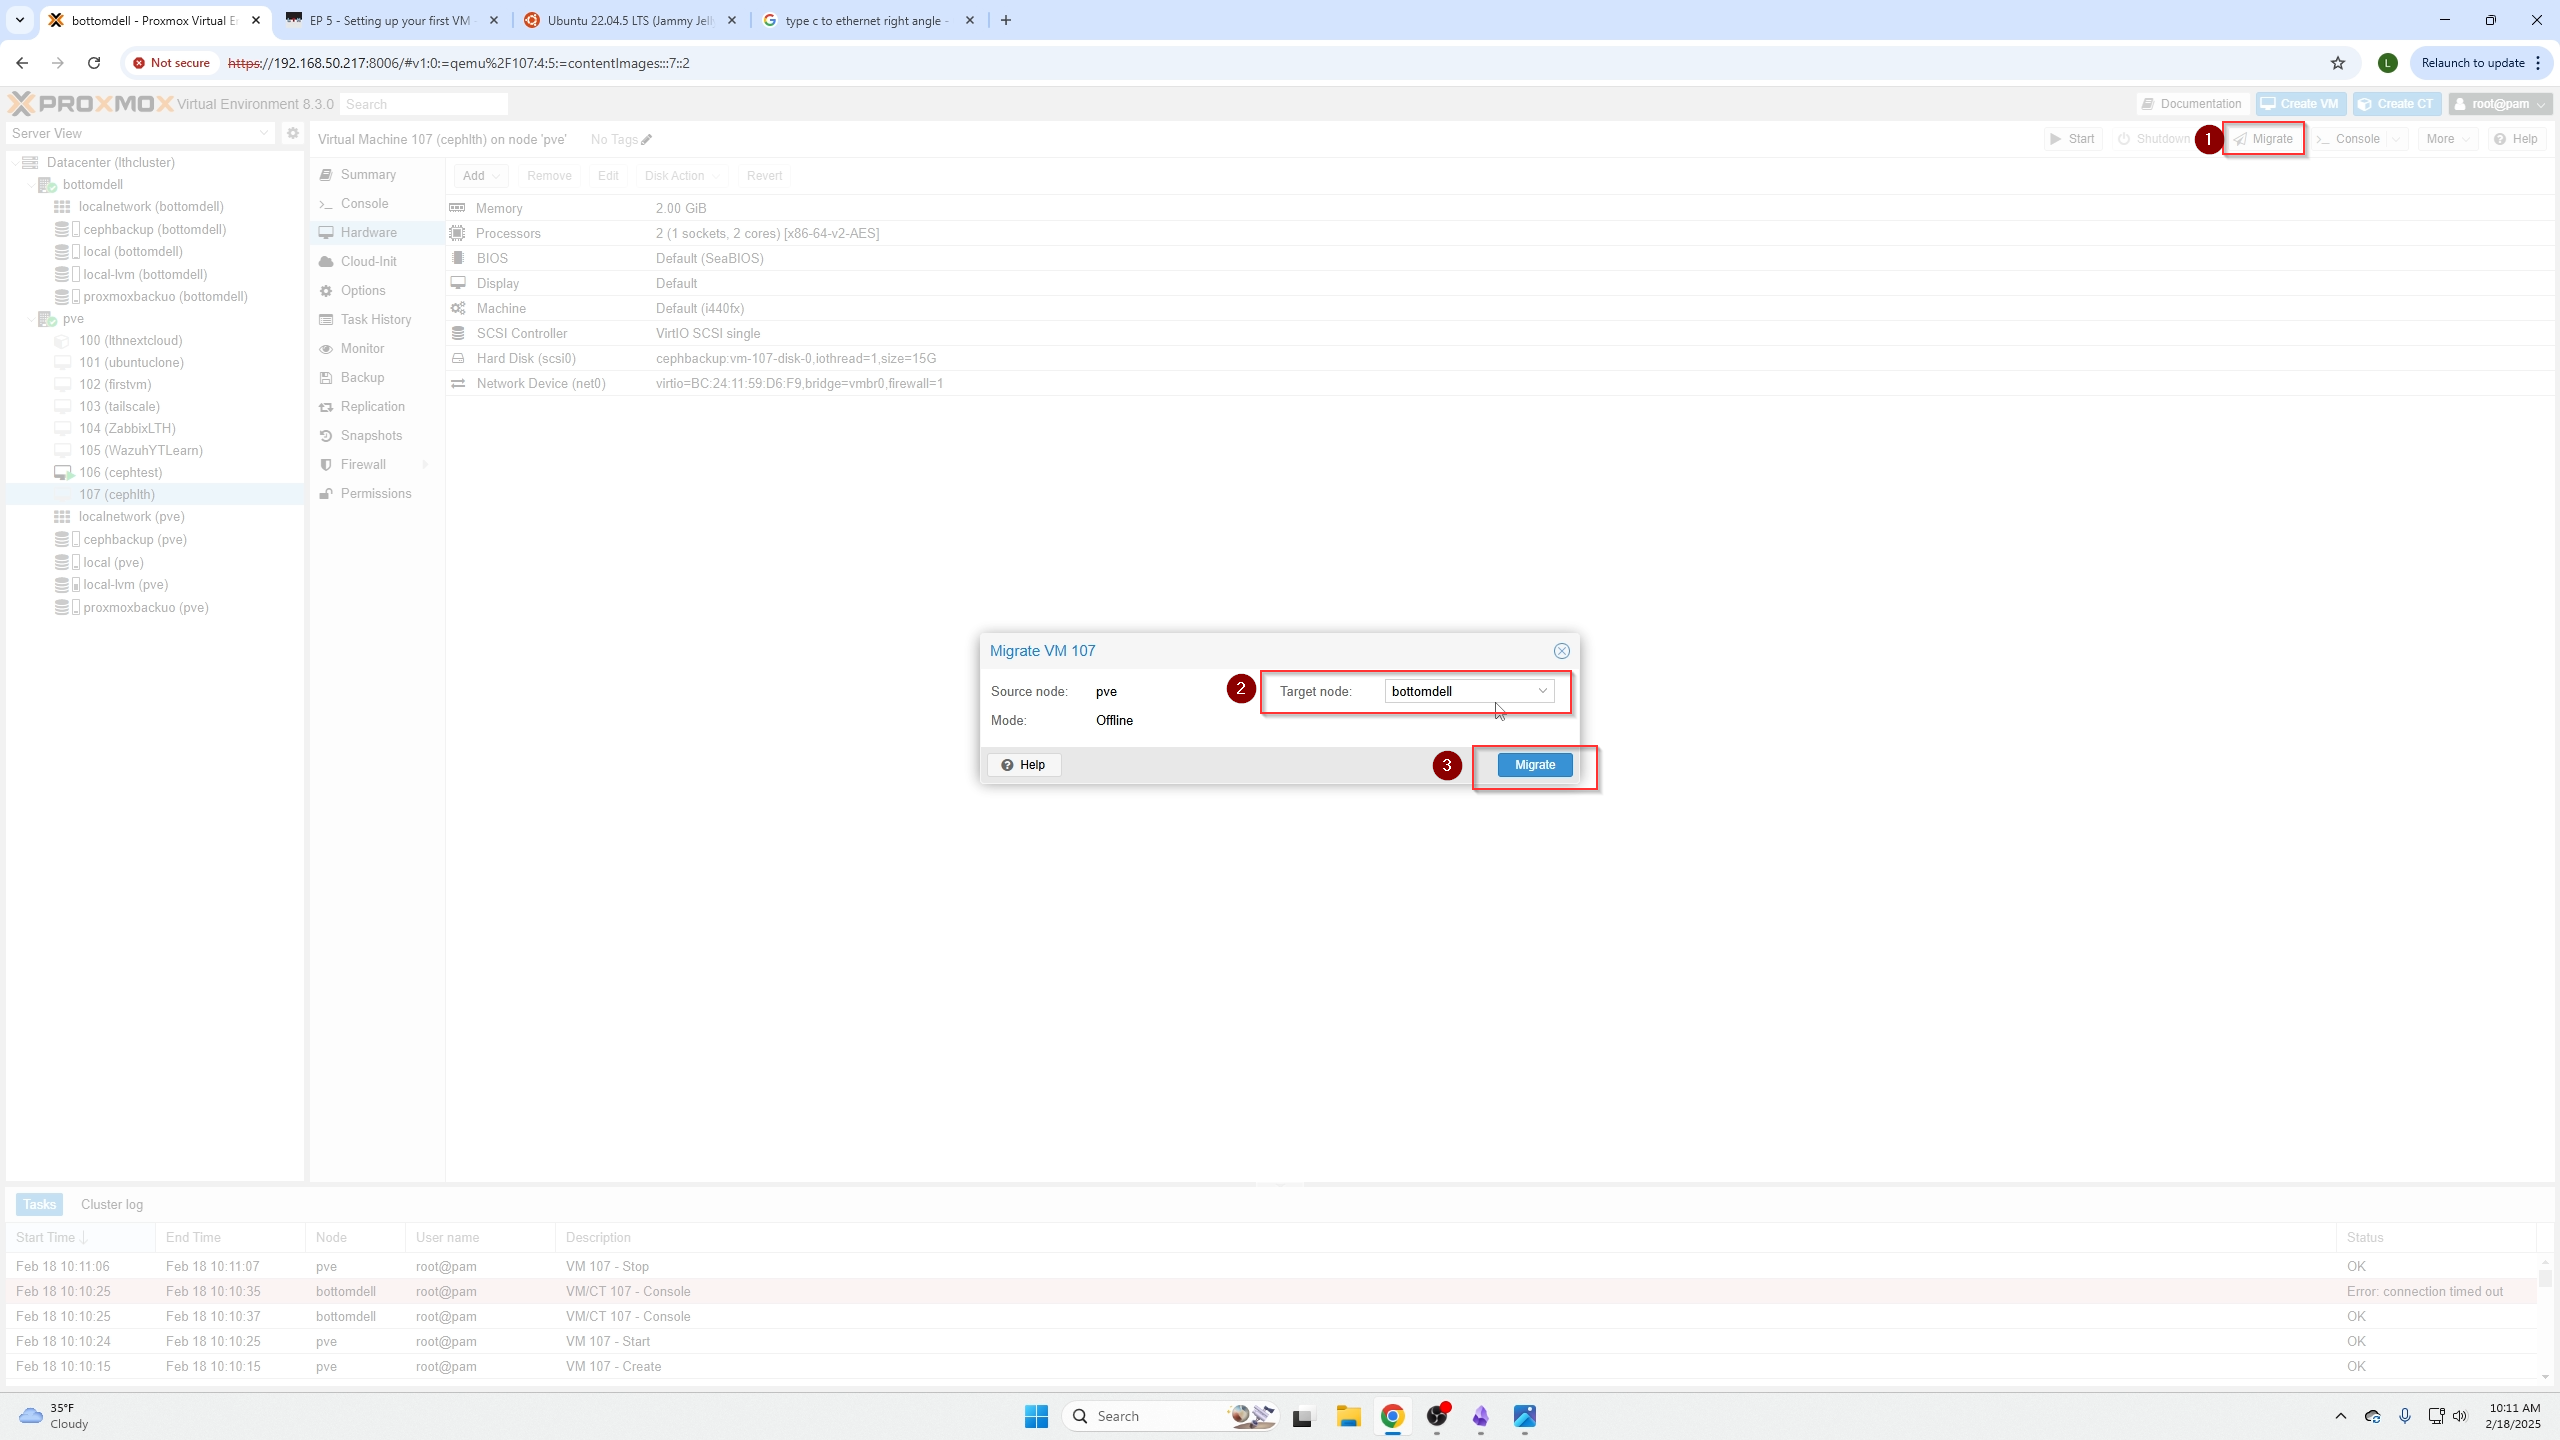 bottomdell - Proxmox Virtual E
EP 5 - Setting up your first VM -
Ubuntu 22.04.5 LTS (Jammy Jell
type c to ethernet right angle -
Not secure
https://192.168.50.217:8006/#v1:0:=qemu%2F107:4:5:=contentImages:::7::2
L
Relaunch to update
PROXMOX Virtual Environment 8.3.0
Search
Documentation
Create VM
Create CT
root@pam
Server View
Virtual Machine 107 (cephlth) on node 'pve'
No Tags
Start
Shutdown
1
Migrate
Console
More
Help
Datacenter (lthcluster)
bottomdell
localnetwork (bottomdell)
cephbackup (bottomdell)
local (bottomdell)
local-lvm (bottomdell)
proxmoxbackuo (bottomdell)
pve
100 (lthnextcloud)
101 (ubuntuclone)
102 (firstvm)
103 (tailscale)
104 (ZabbixLTH)
105 (WazuhYTLearn)
106 (cephtest)
107 (cephlth)
localnetwork (pve)
cephbackup (pve)
local (pve)
local-lvm (pve)
proxmoxbackuo (pve)
Summary
Console
Hardware
Cloud-Init
Options
Task History
Monitor
Backup
Replication
Snapshots
Firewall
Permissions
Add
Remove
Edit
Disk Action
Revert
Memory 2.00 GiB
Processors 2 (1 sockets, 2 cores) [x86-64-v2-AES]
BIOS Default (SeaBIOS)
Display Default
Machine Default (i440fx)
SCSI Controller VirtIO SCSI single
Hard Disk (scsi0) cephbackup:vm-107-disk-0,iothread=1,size=15G
Network Device (net0) virtio=BC:24:11:59:D6:F9,bridge=vmbr0,firewall=1
Migrate VM 107
Source node: pve
2
Target node: bottomdell
Mode: Offline
Help
3
Migrate
Tasks
Cluster log
Start Time End Time Node User name Description Status
Feb 18 10:11:06 Feb 18 10:11:07 pve root@pam VM 107 - Stop OK
Feb 18 10:10:25 Feb 18 10:10:35 bottomdell root@pam VM/CT 107 - Console Error: connection timed out
Feb 18 10:10:25 Feb 18 10:10:37 bottomdell root@pam VM/CT 107 - Console OK
Feb 18 10:10:24 Feb 18 10:10:25 pve root@pam VM 107 - Start OK
Feb 18 10:10:15 Feb 18 10:10:15 pve root@pam VM 107 - Create OK
35°F
Cloudy
Search
10:11 AM
2/18/2025